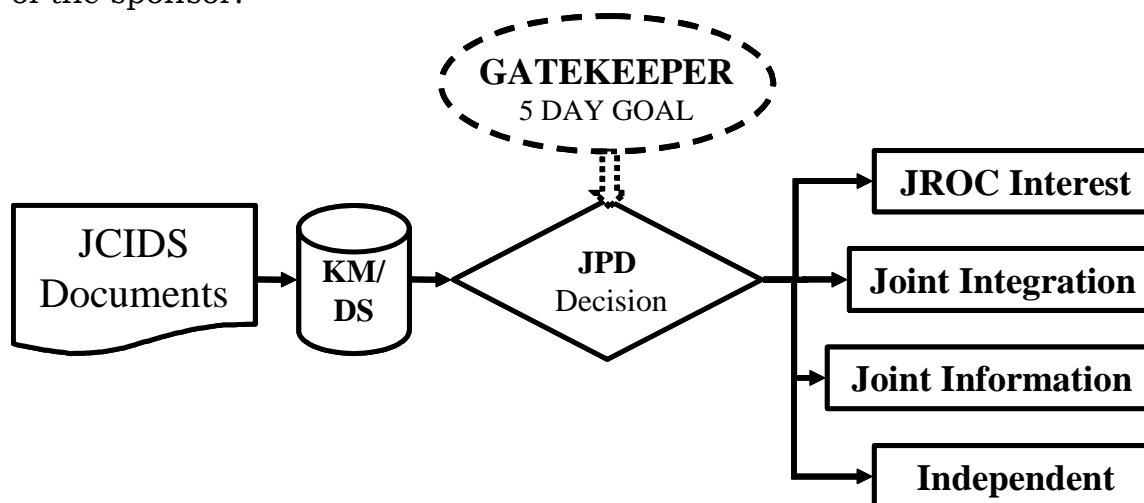 of the sponsor.
GATEKEEPER
5 DAY GOAL
JROC Interest
JCIDS
Documents
KM/
DS
JPD
Decision
Joint Integration
Joint Information
Independent